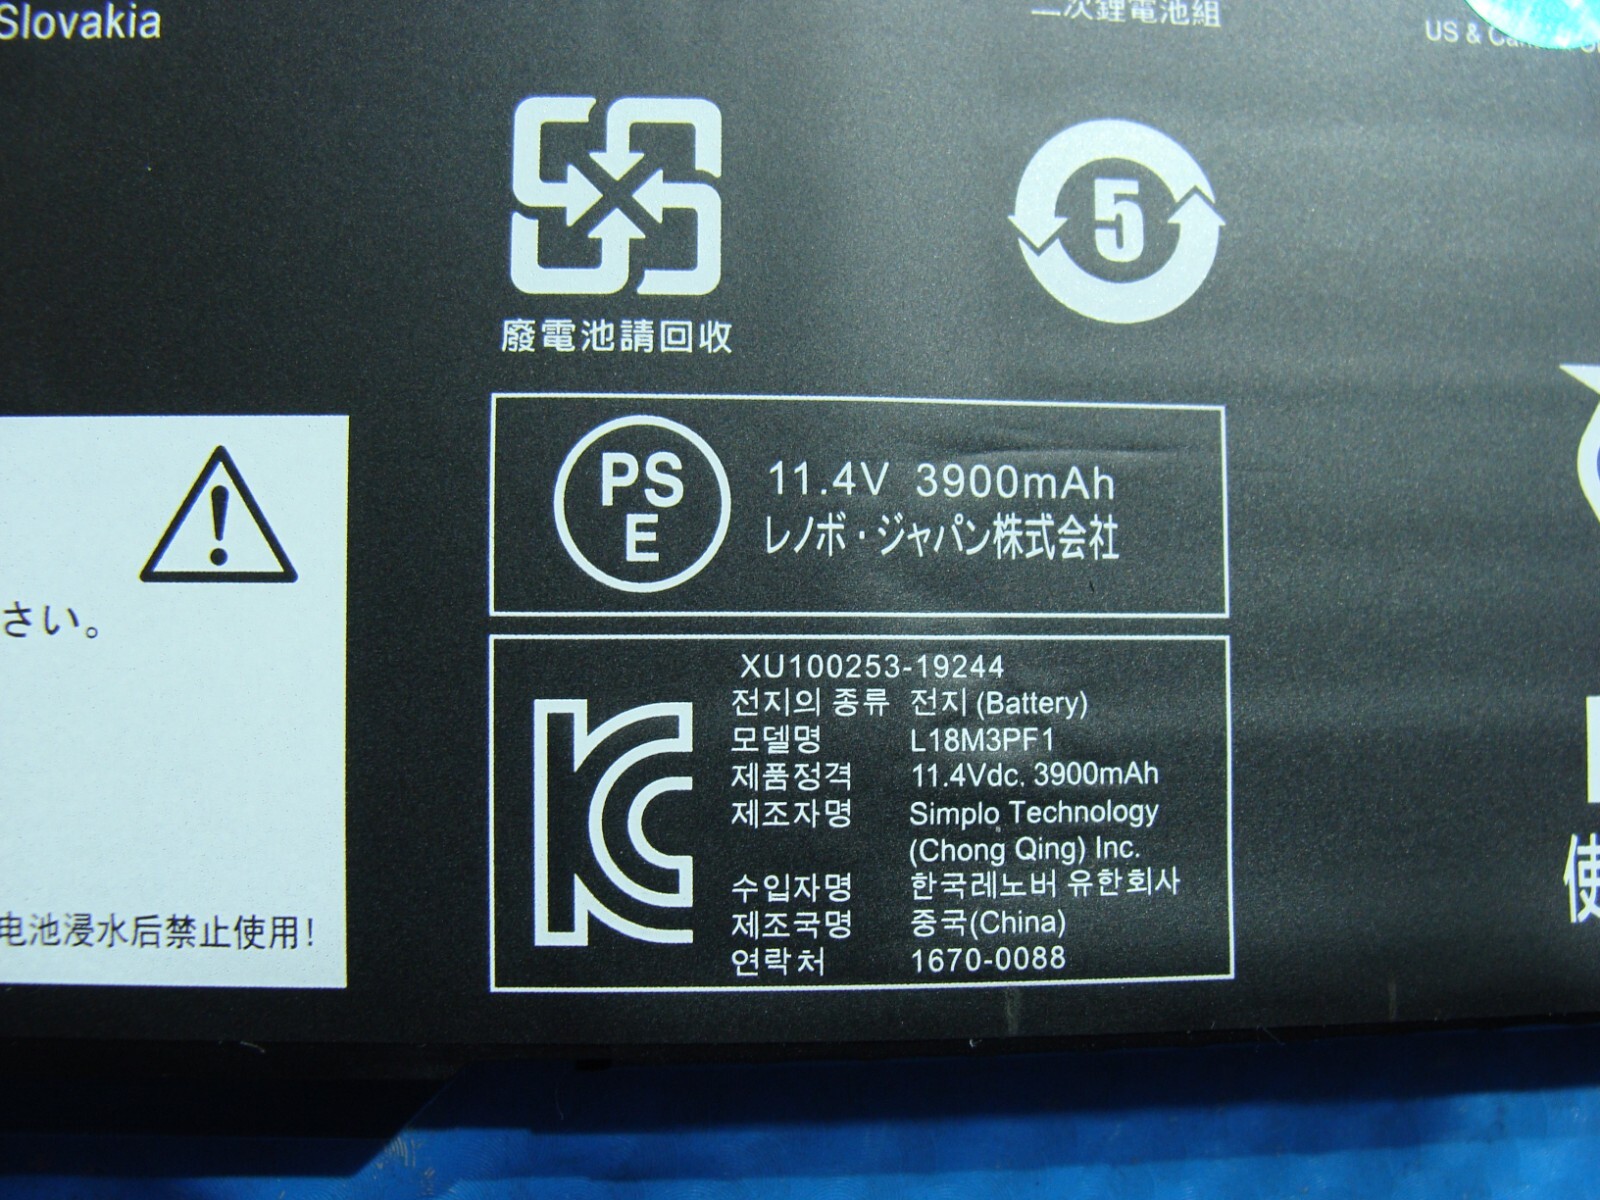 Slovakia
二次鋰電池組
US &
5
廢電池請回收
PS
E
11.4V 3900mAh
レノボ・ジャパン株式会社
さい。
电池浸水后禁止使用!
XU100253-19244
전지의 종류 전지 (Battery)
모델명 L18M3PF1
제품정격 11.4Vdc. 3900mAh
제조자명 Simplo Technology
(Chong Qing) Inc.
수입자명 한국레노버 유한회사
제조국명 중국(China)
연락처 1670-0088
使